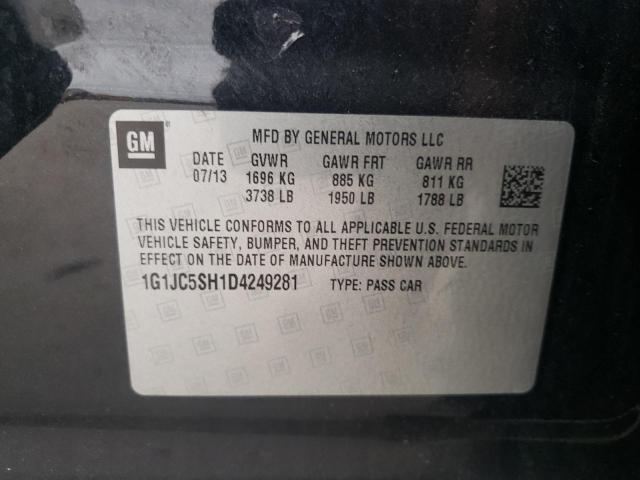 GM
MFD BY GENERAL MOTORS LLC
DATE GVWR GAWR FRT GAWR RR
07/13 1696 KG 885 KG 811 KG
3738 LB 1950 LB 1788 LB
THIS VEHICLE CONFORMS TO ALL APPLICABLE U.S. FEDERAL MOTOR
VEHICLE SAFETY, BUMPER, AND THEFT PREVENTION STANDARDS IN
EFFECT ON THE DATE OF MANUFACTURE SHOWN ABOVE.
1G1JC5SH1D4249281 TYPE: PASS CAR